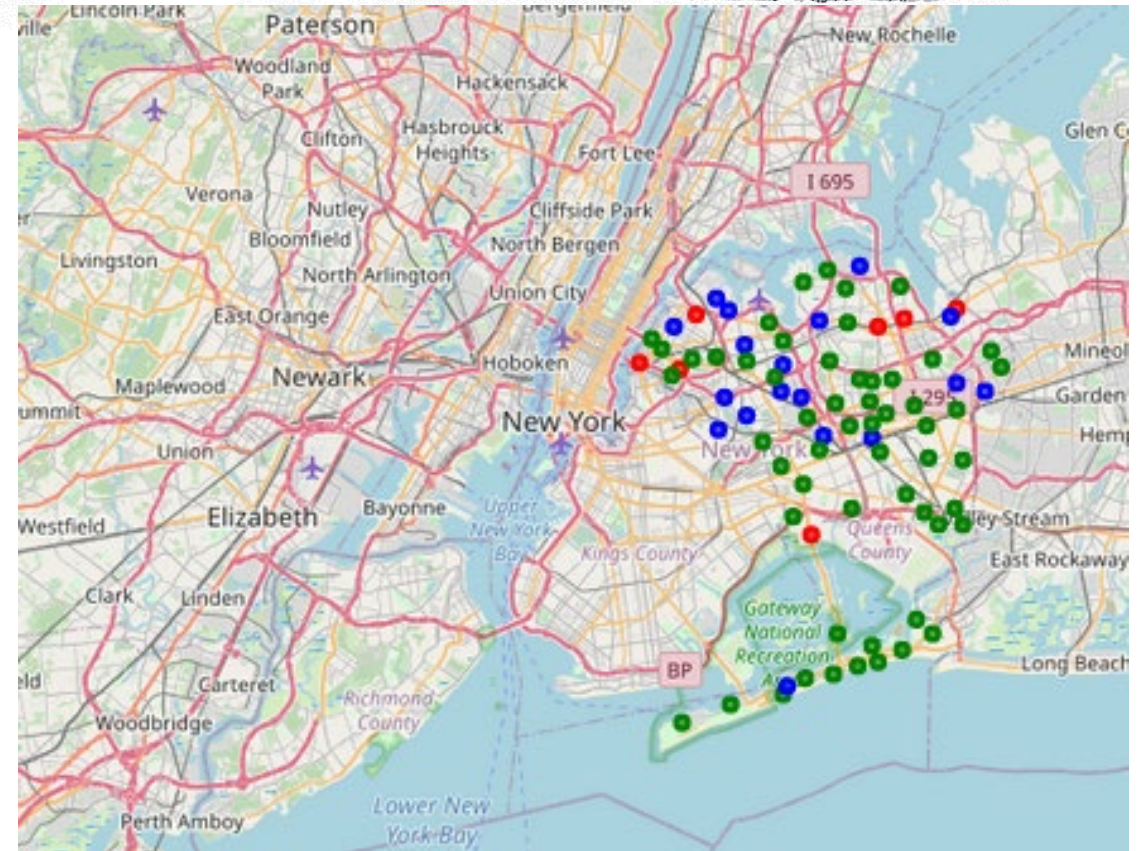 Lincoln Park
Paterson
Bergenfield
New Rochelle
ville
Woodland
Park
Hackensack
Clifton
Hasbrouck
Heights
Fort Lee
Glen C
I 695
Verona
Nutley
Cliffside Park
Bloomfield
North Bergen
Livingston
North Arlington
Union City
East Orange
Hoboken
Mineol
Maplewood
Newark
I 295
Garden
ummit
New York
Union
New York
Hemp
Bayonne
Upper
New York
Bay
Elizabeth
Westfield
ley Stream
Queens
County
Kings County
East Rockaway
Clark
Linden
Gateway
National
Recreation
BP
Long Beach
eld
Carteret
Richmond
County
Woodbridge
Lower New
York Bay
Perth Amboy